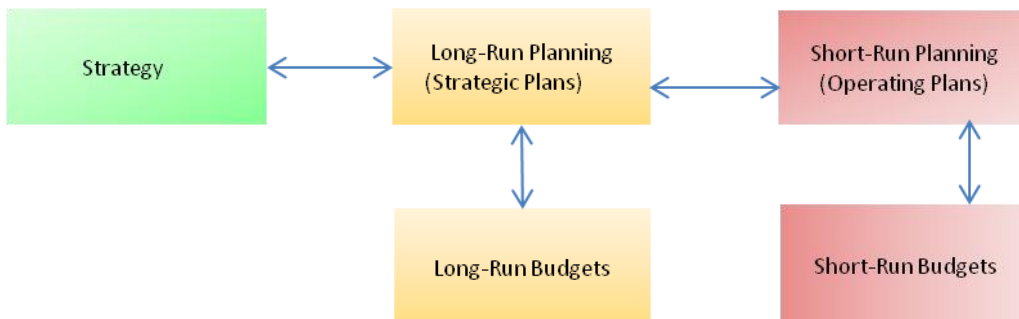 Strategy
Long-Run Planning
(Strategic Plans)
Short-Run Planning
(Operating Plans)
Long-Run Budgets
Short-Run Budgets